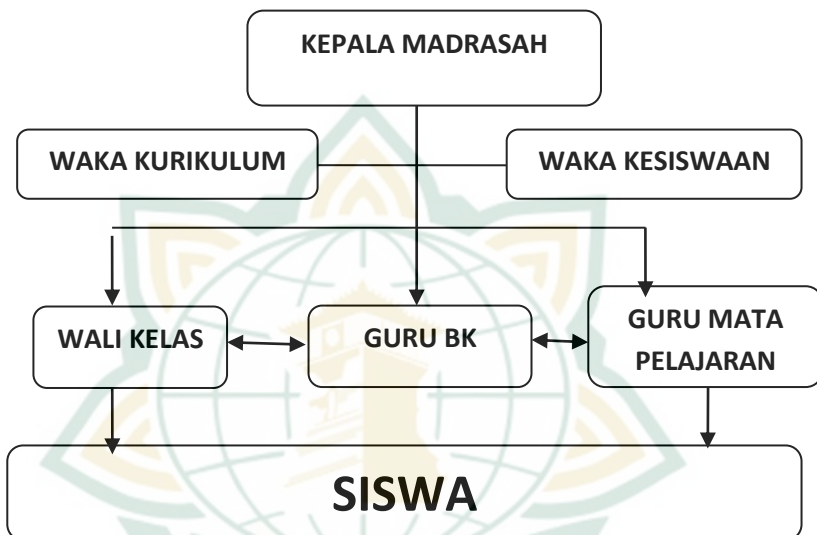 KEPALA MADRASAH
WAKA KURIKULUM
WAKA KESISWAAN
WALI KELAS
GURU BK
GURU MATA
PELAJARAN
SISWA